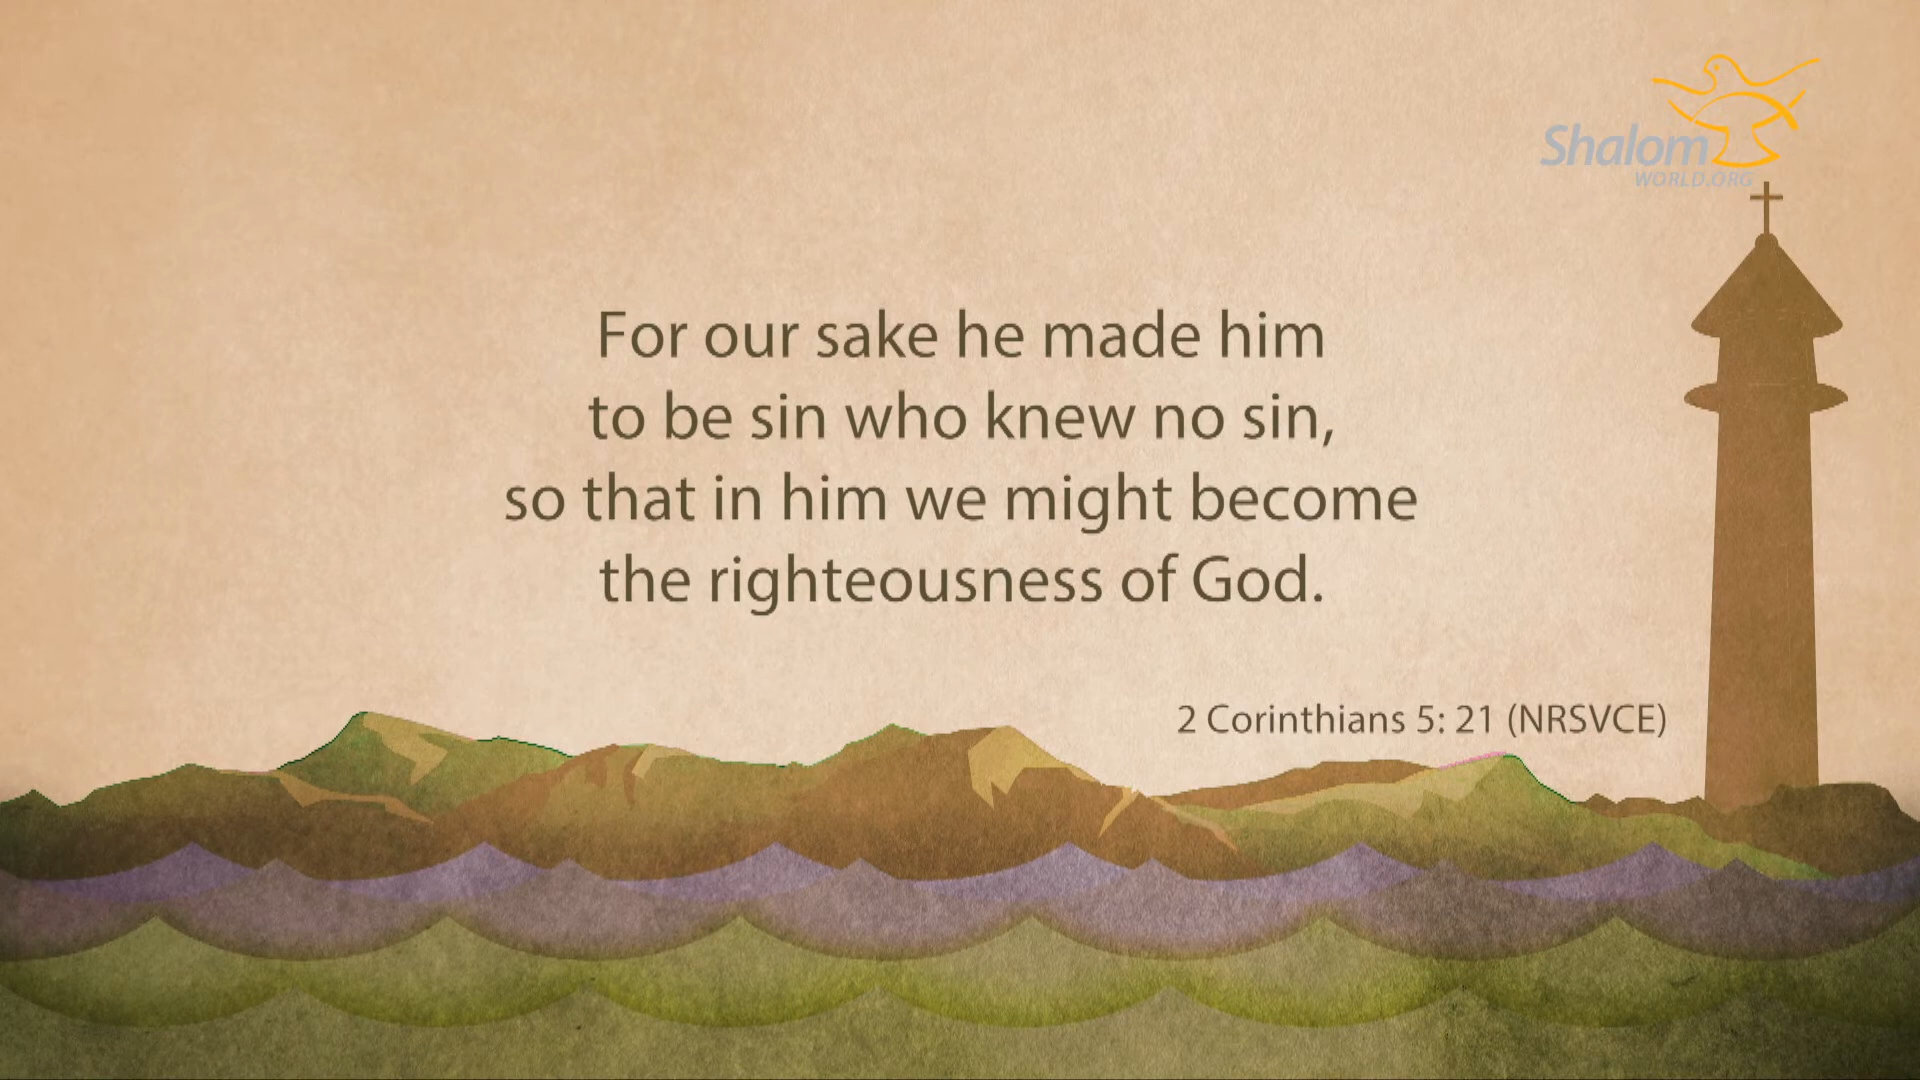 Shalom
WORLD.ORG
For our sake he made him
to be sin who knew no sin,
so that in him we might become
the righteousness of God.
2 Corinthians 5: 21 (NRSVCE)